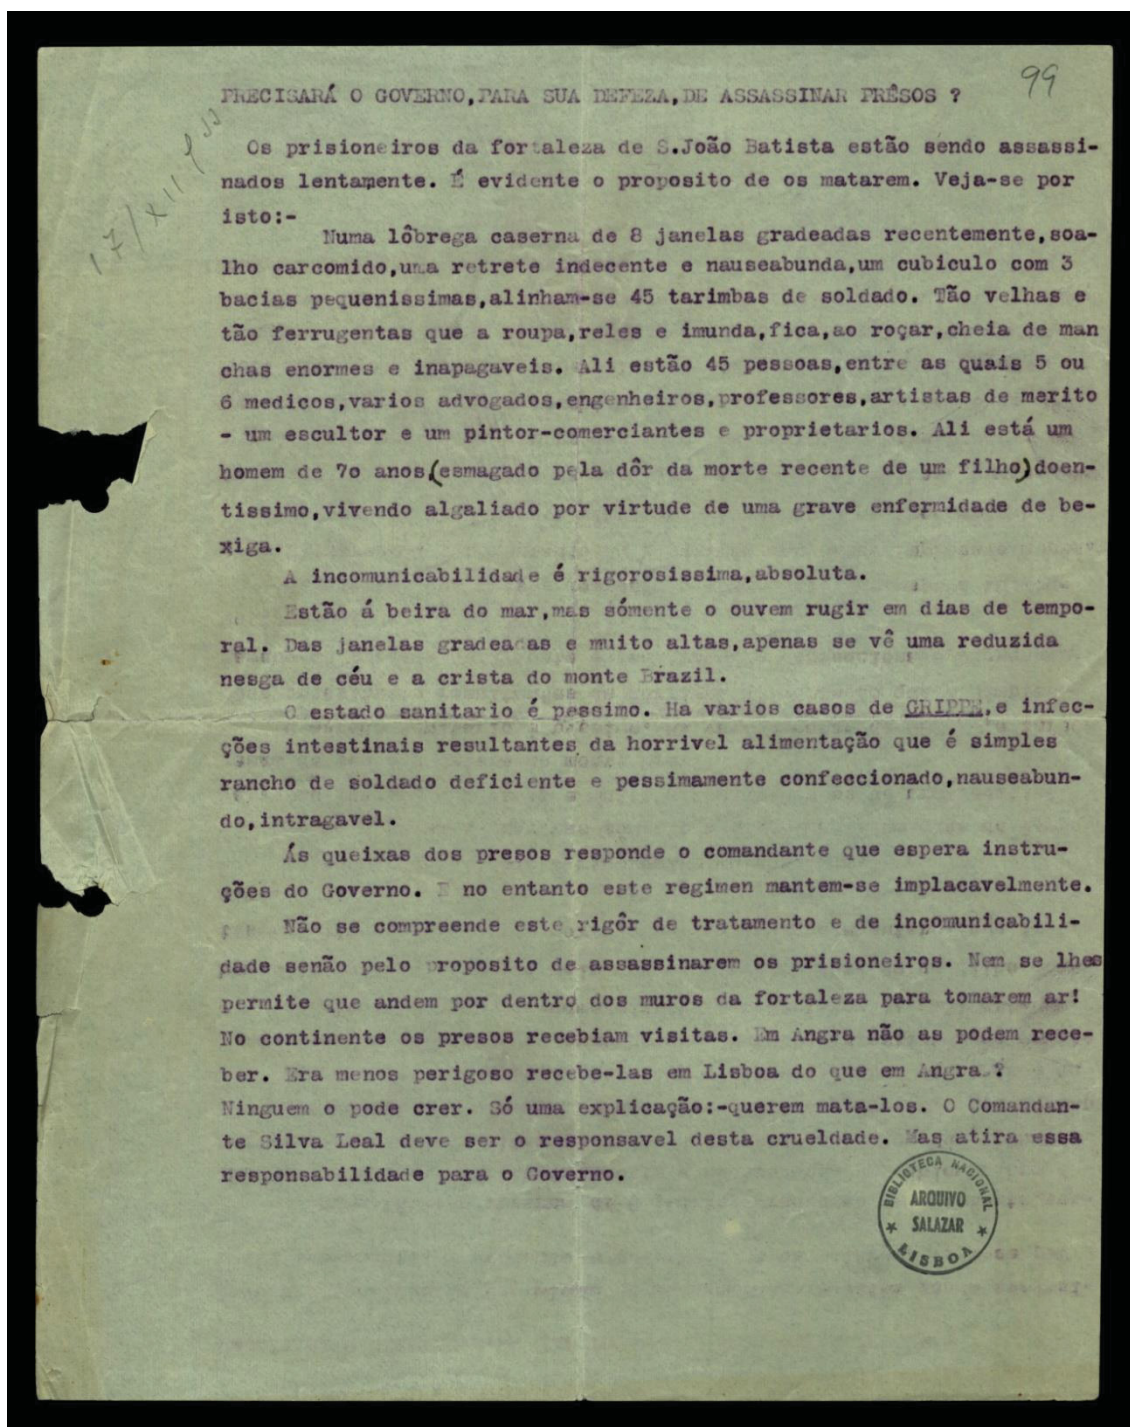 99
PRECISARÁ O GOVERNO,PARA SUA DEFEZA,DE ASSASSINAR PRÊSOS ?
17/XII/33
Os prisioneiros da fortaleza de S.João Batista estão sendo assassi-
nados lentamente. É evidente o proposito de os matarem. Veja-se por
isto:-
Numa lôbrega caserna de 8 janelas gradeadas recentemente,soa-
lho carcomido,uma retrete indecente e nauseabunda,um cubiculo com 3
bacias pequenissimas,alinham-se 45 tarimbas de soldado. Tão velhas e
tão ferrugentas que a roupa,reles e imunda,fica,ao roçar,cheia de man
chas enormes e inapagaveis. Ali estão 45 pessoas,entre as quais 5 ou
6 medicos,varios advogados,engenheiros,professores,artistas de merito
- um escultor e um pintor-comerciantes e proprietarios. Ali está um
homem de 7o anos,(esmagado pela dôr da morte recente de um filho)doen-
tissimo,vivendo algaliado por virtude de uma grave enfermidade de be-
xiga.
A incomunicabilidade é rigorosissima,absoluta.
Estão á beira do mar,mas sómente o ouvem rugir em dias de tempo-
ral. Das janelas gradeadas e muito altas,apenas se vê uma reduzida
nesga de céu e a crista do monte Brazil.
O estado sanitario é pessimo. Ha varios casos de GRIPPE,e infec-
ções intestinais resultantes da horrivel alimentação que é simples
rancho de soldado deficiente e pessimamente confeccionado,nauseabun-
do,intragavel.
Ás queixas dos presos responde o comandante que espera instru-
ções do Governo. E no entanto este regimen mantem-se implacavelmente.
Não se compreende este rigôr de tratamento e de incomunicabili-
dade senão pelo proposito de assassinarem os prisioneiros. Nem se lhes
permite que andem por dentro dos muros da fortaleza para tomarem ar!
No continente os presos recebiam visitas. Em Angra não as podem rece-
ber. Era menos perigoso recebe-las em Lisboa do que em Angra ?
Ninguem o pode crer. Só uma explicação:-querem mata-los. O Comandan-
te Silva Leal deve ser o responsavel desta crueldade. Mas atira essa
responsabilidade para o Governo.
BIBLIOTECA NACIONAL
ARQUIVO
SALAZAR
LISBOA